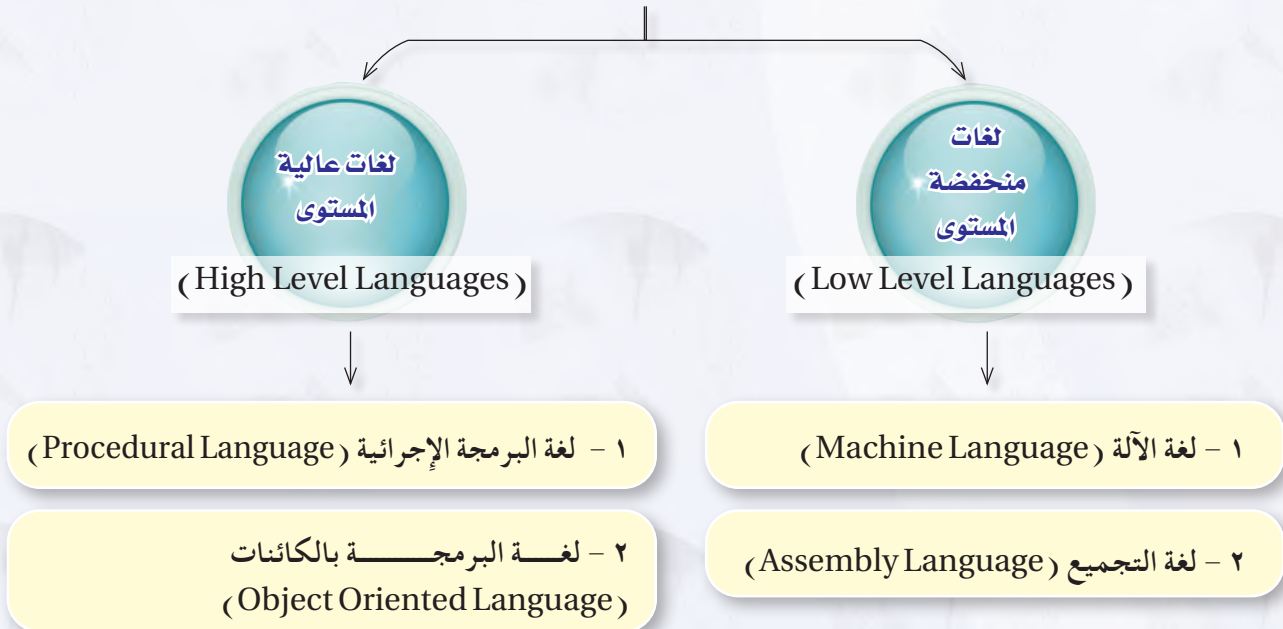 لغات
منخفضة
المستوى
(Low Level Languages)
١ – لغة الآلة (Machine Language)
٢ – لغة التجميع (Assembly Language)
لغات عالية
المستوى
(High Level Languages)
١ – لغة البرمجة الإجرائية (Procedural Language)
٢ – لغة البرمجة بالكائنات
(Object Oriented Language)